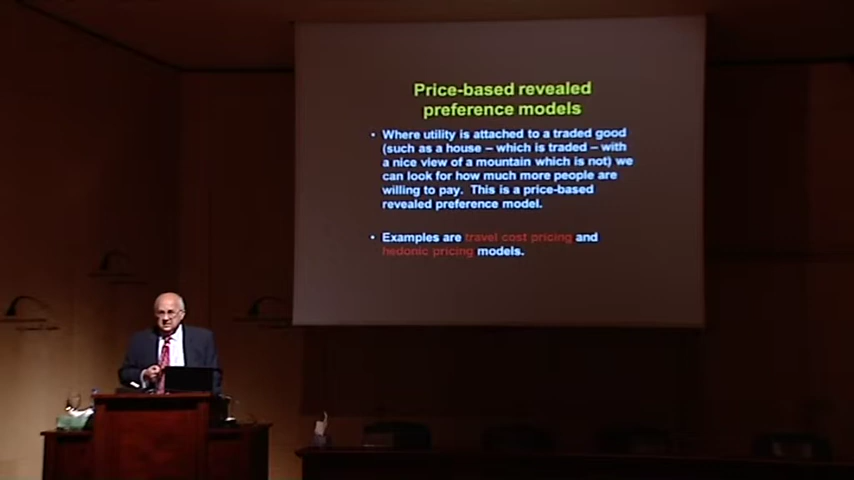 Price-based revealed
preference models
• Where utility is attached to a traded good
(such as a house – which is traded – with
a nice view of a mountain which is not) we
can look for how much more people are
willing to pay. This is a price-based
revealed preference model.
• Examples are travel cost pricing and
hedonic pricing models.